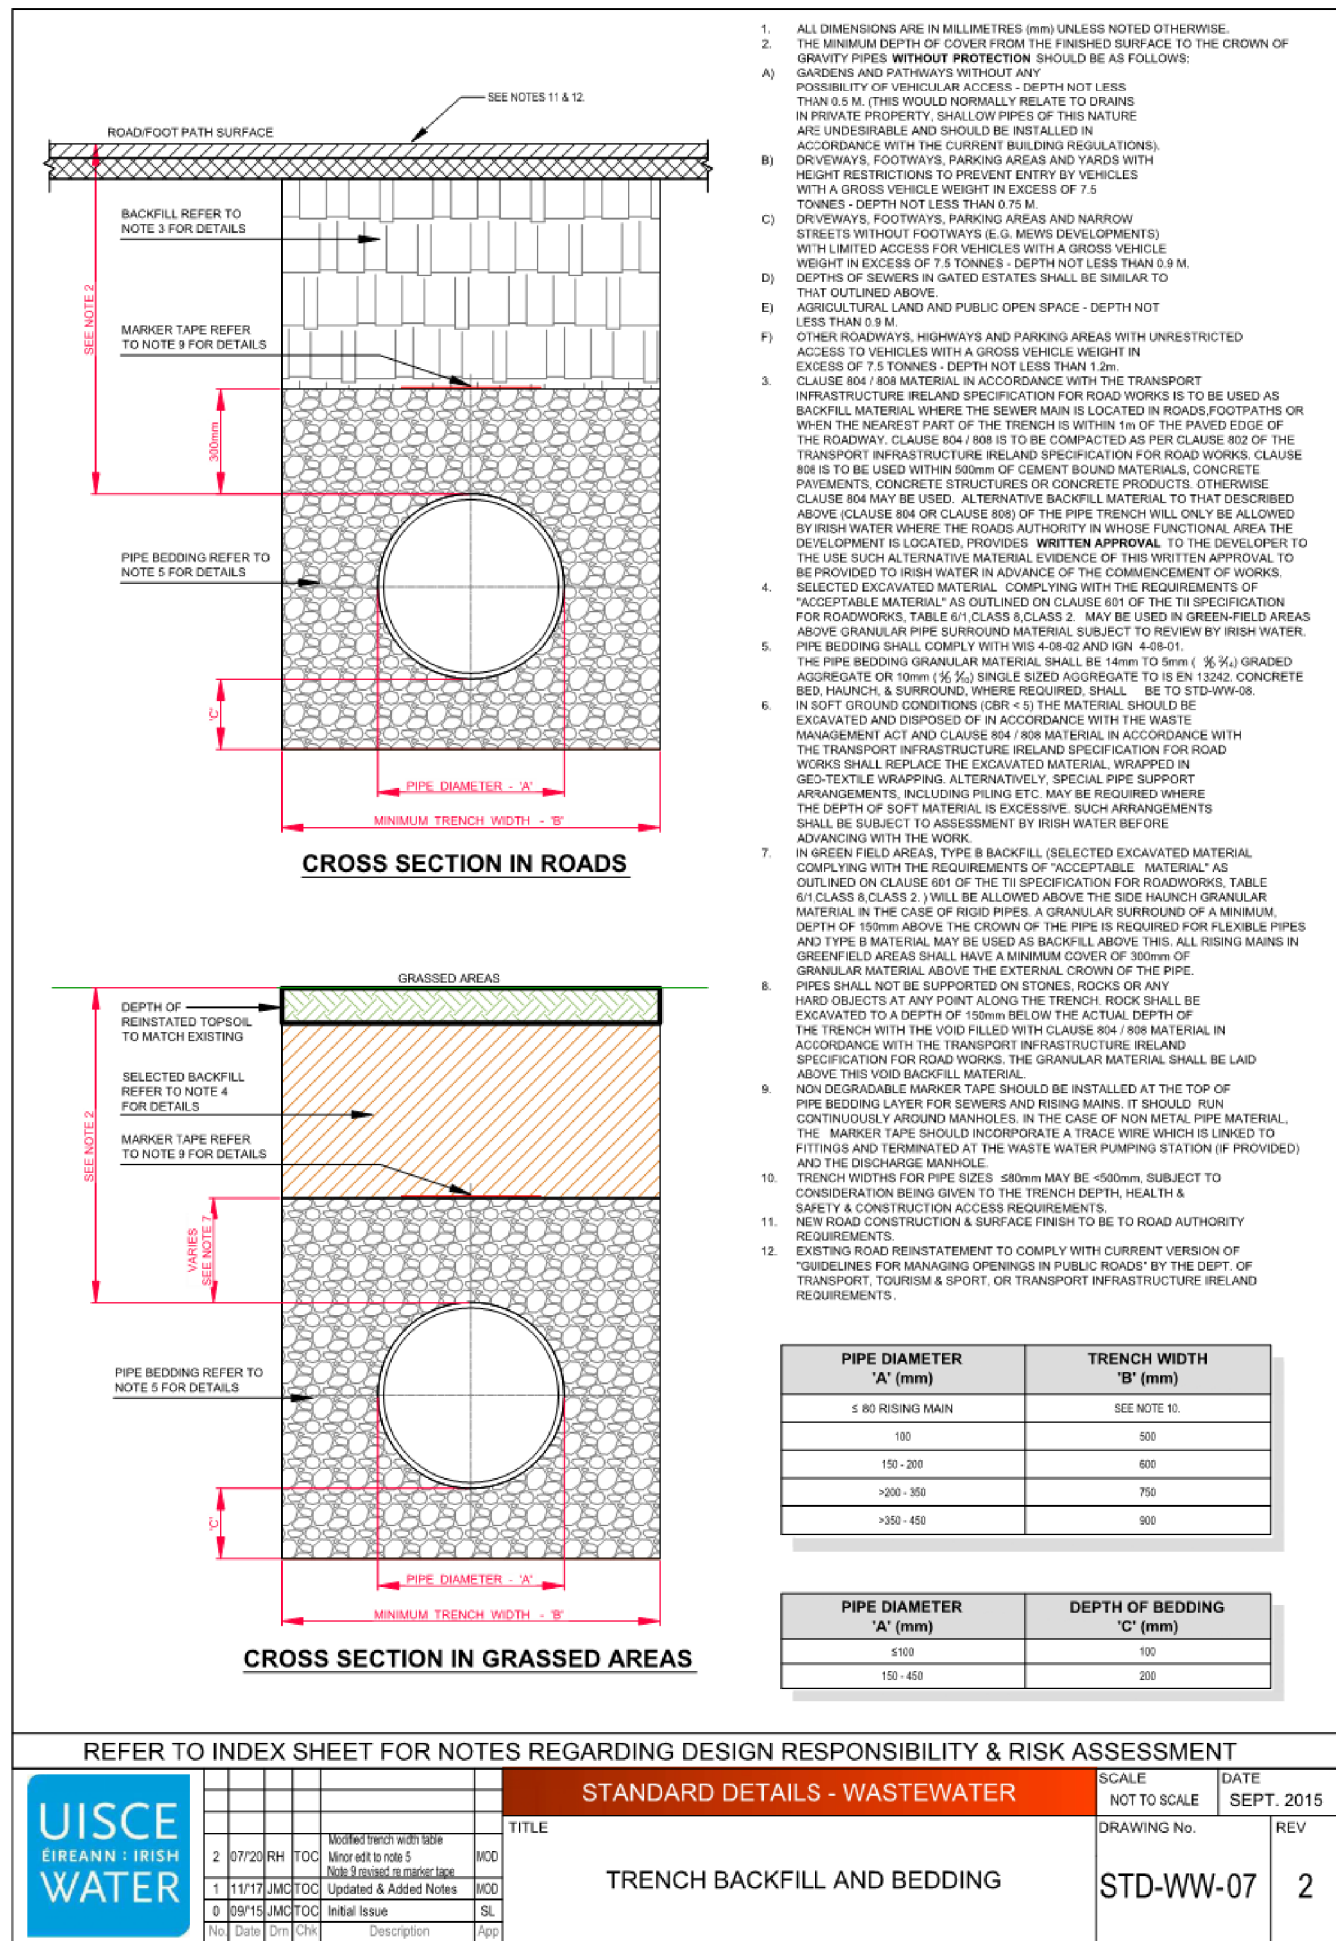 SEE NOTES 11 & 12.
ROAD/FOOT PATH SURFACE
BACKFILL REFER TO
NOTE 3 FOR DETAILS
SEE NOTE 2
MARKER TAPE REFER
TO NOTE 9 FOR DETAILS
300mm
PIPE BEDDING REFER TO
NOTE 5 FOR DETAILS
'C'
PIPE DIAMETER - 'A'
MINIMUM TRENCH WIDTH - 'B'
CROSS SECTION IN ROADS
GRASSED AREAS
DEPTH OF
REINSTATED TOPSOIL
TO MATCH EXISTING
SELECTED BACKFILL
REFER TO NOTE 4
FOR DETAILS
SEE NOTE 2
MARKER TAPE REFER
TO NOTE 9 FOR DETAILS
VARIES
SEE NOTE 7
PIPE BEDDING REFER TO
NOTE 5 FOR DETAILS
'C'
PIPE DIAMETER - 'A'
MINIMUM TRENCH WIDTH - 'B'
CROSS SECTION IN GRASSED AREAS
1. ALL DIMENSIONS ARE IN MILLIMETRES (mm) UNLESS NOTED OTHERWISE.
2. THE MINIMUM DEPTH OF COVER FROM THE FINISHED SURFACE TO THE CROWN OF
GRAVITY PIPES WITHOUT PROTECTION SHOULD BE AS FOLLOWS:
A) GARDENS AND PATHWAYS WITHOUT ANY
POSSIBILITY OF VEHICULAR ACCESS - DEPTH NOT LESS
THAN 0.5 M. (THIS WOULD NORMALLY RELATE TO DRAINS
IN PRIVATE PROPERTY, SHALLOW PIPES OF THIS NATURE
ARE UNDESIRABLE AND SHOULD BE INSTALLED IN
ACCORDANCE WITH THE CURRENT BUILDING REGULATIONS).
B) DRIVEWAYS, FOOTWAYS, PARKING AREAS AND YARDS WITH
HEIGHT RESTRICTIONS TO PREVENT ENTRY BY VEHICLES
WITH A GROSS VEHICLE WEIGHT IN EXCESS OF 7.5
TONNES - DEPTH NOT LESS THAN 0.75 M.
C) DRIVEWAYS, FOOTWAYS, PARKING AREAS AND NARROW
STREETS WITHOUT FOOTWAYS (E.G. MEWS DEVELOPMENTS)
WITH LIMITED ACCESS FOR VEHICLES WITH A GROSS VEHICLE
WEIGHT IN EXCESS OF 7.5 TONNES - DEPTH NOT LESS THAN 0.9 M.
D) DEPTHS OF SEWERS IN GATED ESTATES SHALL BE SIMILAR TO
THAT OUTLINED ABOVE.
E) AGRICULTURAL LAND AND PUBLIC OPEN SPACE - DEPTH NOT
LESS THAN 0.9 M.
F) OTHER ROADWAYS, HIGHWAYS AND PARKING AREAS WITH UNRESTRICTED
ACCESS TO VEHICLES WITH A GROSS VEHICLE WEIGHT IN
EXCESS OF 7.5 TONNES - DEPTH NOT LESS THAN 1.2m.
3. CLAUSE 804 / 808 MATERIAL IN ACCORDANCE WITH THE TRANSPORT
INFRASTRUCTURE IRELAND SPECIFICATION FOR ROAD WORKS IS TO BE USED AS
BACKFILL MATERIAL WHERE THE SEWER MAIN IS LOCATED IN ROADS,FOOTPATHS OR
WHEN THE NEAREST PART OF THE TRENCH IS WITHIN 1m OF THE PAVED EDGE OF
THE ROADWAY. CLAUSE 804 / 808 IS TO BE COMPACTED AS PER CLAUSE 802 OF THE
TRANSPORT INFRASTRUCTURE IRELAND SPECIFICATION FOR ROAD WORKS. CLAUSE
808 IS TO BE USED WITHIN 500mm OF CEMENT BOUND MATERIALS, CONCRETE
PAVEMENTS, CONCRETE STRUCTURES OR CONCRETE PRODUCTS. OTHERWISE
CLAUSE 804 MAY BE USED. ALTERNATIVE BACKFILL MATERIAL TO THAT DESCRIBED
ABOVE (CLAUSE 804 OR CLAUSE 808) OF THE PIPE TRENCH WILL ONLY BE ALLOWED
BY IRISH WATER WHERE THE ROADS AUTHORITY IN WHOSE FUNCTIONAL AREA THE
DEVELOPMENT IS LOCATED, PROVIDES WRITTEN APPROVAL TO THE DEVELOPER TO
THE USE SUCH ALTERNATIVE MATERIAL EVIDENCE OF THIS WRITTEN APPROVAL TO
BE PROVIDED TO IRISH WATER IN ADVANCE OF THE COMMENCEMENT OF WORKS.
4. SELECTED EXCAVATED MATERIAL COMPLYING WITH THE REQUIREMENTS OF
"ACCEPTABLE MATERIAL" AS OUTLINED ON CLAUSE 601 OF THE TII SPECIFICATION
FOR ROADWORKS, TABLE 6/1,CLASS 8,CLASS 2. MAY BE USED IN GREEN-FIELD AREAS
ABOVE GRANULAR PIPE SURROUND MATERIAL SUBJECT TO REVIEW BY IRISH WATER.
5. PIPE BEDDING SHALL COMPLY WITH WIS 4-08-02 AND IGN 4-08-01.
THE PIPE BEDDING GRANULAR MATERIAL SHALL BE 14mm TO 5mm ( ) GRADED
AGGREGATE OR 10mm ( ) SINGLE SIZED AGGREGATE TO IS EN 13242. CONCRETE
BED, HAUNCH, & SURROUND, WHERE REQUIRED, SHALL BE TO STD-WW-08.
6. IN SOFT GROUND CONDITIONS (CBR < 5) THE MATERIAL SHOULD BE
EXCAVATED AND DISPOSED OF IN ACCORDANCE WITH THE WASTE
MANAGEMENT ACT AND CLAUSE 804 / 808 MATERIAL IN ACCORDANCE WITH
THE TRANSPORT INFRASTRUCTURE IRELAND SPECIFICATION FOR ROAD
WORKS SHALL REPLACE THE EXCAVATED MATERIAL, WRAPPED IN
GEO-TEXTILE WRAPPING. ALTERNATIVELY, SPECIAL PIPE SUPPORT
ARRANGEMENTS, INCLUDING PILING ETC. MAY BE REQUIRED WHERE
THE DEPTH OF SOFT MATERIAL IS EXCESSIVE. SUCH ARRANGEMENTS
SHALL BE SUBJECT TO ASSESSMENT BY IRISH WATER BEFORE
ADVANCING WITH THE WORK.
7. IN GREEN FIELD AREAS, TYPE B BACKFILL (SELECTED EXCAVATED MATERIAL
COMPLYING WITH THE REQUIREMENTS OF "ACCEPTABLE MATERIAL" AS
OUTLINED ON CLAUSE 601 OF THE TII SPECIFICATION FOR ROADWORKS, TABLE
6/1,CLASS 8,CLASS 2. ) WILL BE ALLOWED ABOVE THE SIDE HAUNCH GRANULAR
MATERIAL IN THE CASE OF RIGID PIPES. A GRANULAR SURROUND OF A MINIMUM,
DEPTH OF 150mm ABOVE THE CROWN OF THE PIPE IS REQUIRED FOR FLEXIBLE PIPES
AND TYPE B MATERIAL MAY BE USED AS BACKFILL ABOVE THIS. ALL RISING MAINS IN
GREENFIELD AREAS SHALL HAVE A MINIMUM COVER OF 300mm OF
GRANULAR MATERIAL ABOVE THE EXTERNAL CROWN OF THE PIPE.
8. PIPES SHALL NOT BE SUPPORTED ON STONES, ROCKS OR ANY
HARD OBJECTS AT ANY POINT ALONG THE TRENCH. ROCK SHALL BE
EXCAVATED TO A DEPTH OF 150mm BELOW THE ACTUAL DEPTH OF
THE TRENCH WITH THE VOID FILLED WITH CLAUSE 804 / 808 MATERIAL IN
ACCORDANCE WITH THE TRANSPORT INFRASTRUCTURE IRELAND
SPECIFICATION FOR ROAD WORKS. THE GRANULAR MATERIAL SHALL BE LAID
ABOVE THIS VOID BACKFILL MATERIAL.
9. NON DEGRADABLE MARKER TAPE SHOULD BE INSTALLED AT THE TOP OF
PIPE BEDDING LAYER FOR SEWERS AND RISING MAINS. IT SHOULD RUN
CONTINUOUSLY AROUND MANHOLES. IN THE CASE OF NON METAL PIPE MATERIAL,
THE MARKER TAPE SHOULD INCORPORATE A TRACE WIRE WHICH IS LINKED TO
FITTINGS AND TERMINATED AT THE WASTE WATER PUMPING STATION (IF PROVIDED)
AND THE DISCHARGE MANHOLE.
10. TRENCH WIDTHS FOR PIPE SIZES ≤80mm MAY BE <500mm, SUBJECT TO
CONSIDERATION BEING GIVEN TO THE TRENCH DEPTH, HEALTH &
SAFETY & CONSTRUCTION ACCESS REQUIREMENTS.
11. NEW ROAD CONSTRUCTION & SURFACE FINISH TO BE TO ROAD AUTHORITY
REQUIREMENTS.
12. EXISTING ROAD REINSTATEMENT TO COMPLY WITH CURRENT VERSION OF
"GUIDELINES FOR MANAGING OPENINGS IN PUBLIC ROADS" BY THE DEPT. OF
TRANSPORT, TOURISM & SPORT, OR TRANSPORT INFRASTRUCTURE IRELAND
REQUIREMENTS.
PIPE DIAMETER 'A' (mm) TRENCH WIDTH 'B' (mm)
≤ 80 RISING MAIN SEE NOTE 10.
100 500
150 - 200 600
>200 - 350 750
>350 - 450 900
PIPE DIAMETER 'A' (mm) DEPTH OF BEDDING 'C' (mm)
≤100 100
150 - 450 200
REFER TO INDEX SHEET FOR NOTES REGARDING DESIGN RESPONSIBILITY & RISK ASSESSMENT
UISCE
ÉIREANN : IRISH
WATER
Modified trench width table
2 07/'20 RH TOC Minor edit to note 5 MOD
Note 9 revised re marker tape
1 11/'17 JMC TOC Updated & Added Notes MOD
0 09/'15 JMC TOC Initial Issue SL
No. Date Drn Chk Description App
STANDARD DETAILS - WASTEWATER
TITLE
TRENCH BACKFILL AND BEDDING
SCALE
NOT TO SCALE
DATE
SEPT. 2015
DRAWING No.
STD-WW-07
REV
2